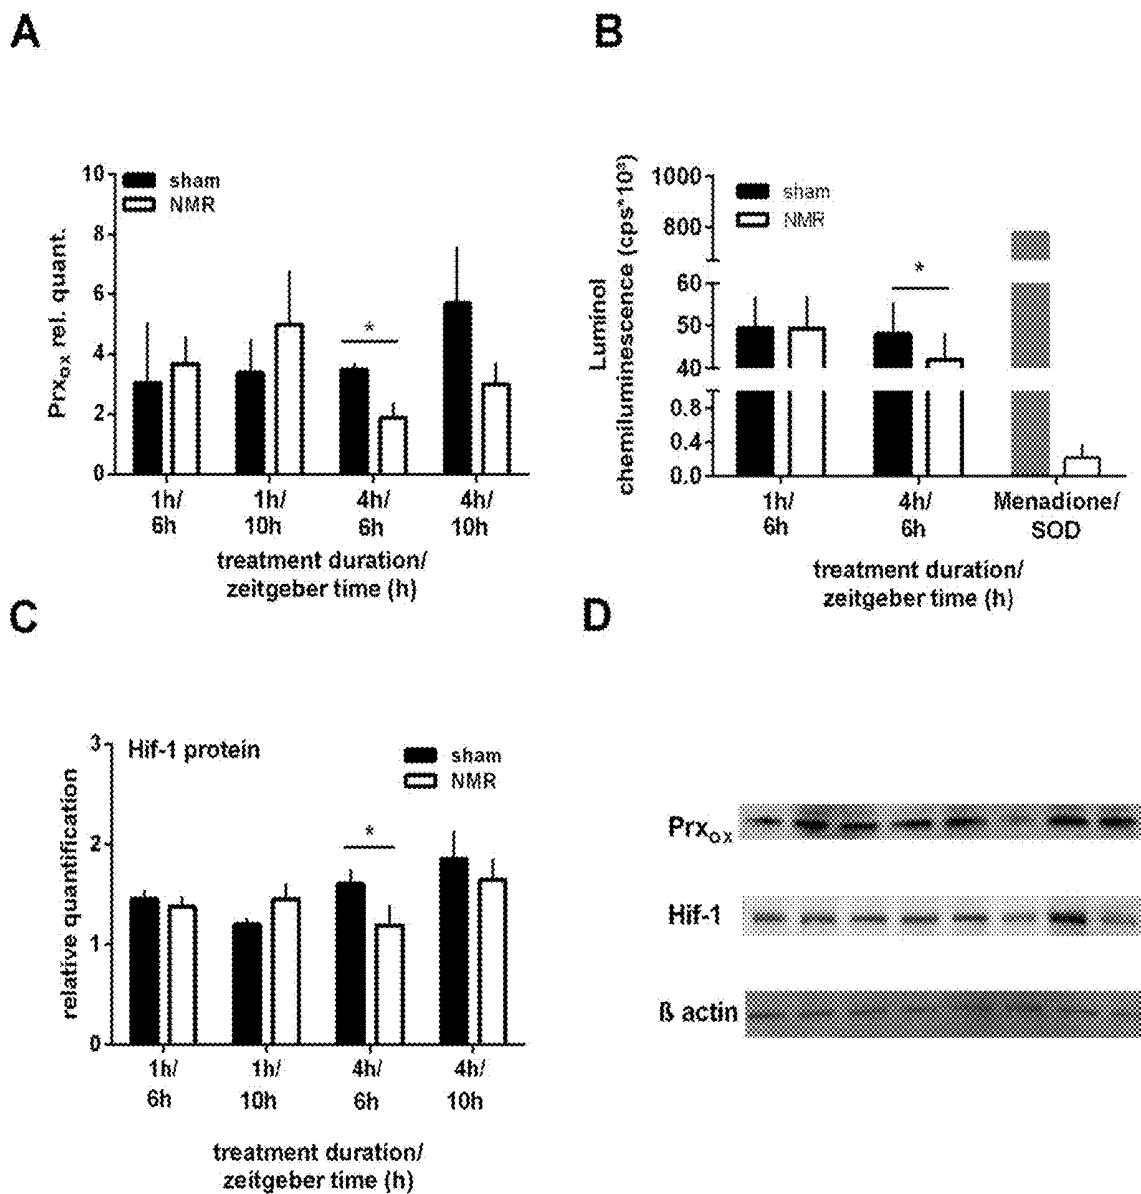 A
Prxox rel. quant.
10
8
6
4
2
0
sham
NMR
*
1h/ 1h/ 4h/ 4h/
6h 10h 6h 10h
treatment duration/
zeitgeber time (h)
B
Luminol
chemiluminescence (cps*10³)
1000
800
60
50
40
0.8
0.4
0.0
sham
NMR
*
1h/ 4h/ Menadione/
6h 6h SOD
treatment duration/
zeitgeber time (h)
C
relative quantification
3
2
1
0
Hif-1 protein
sham
NMR
*
1h/ 1h/ 4h/ 4h/
6h 10h 6h 10h
treatment duration/
zeitgeber time (h)
D
Prxox
Hif-1
ß actin